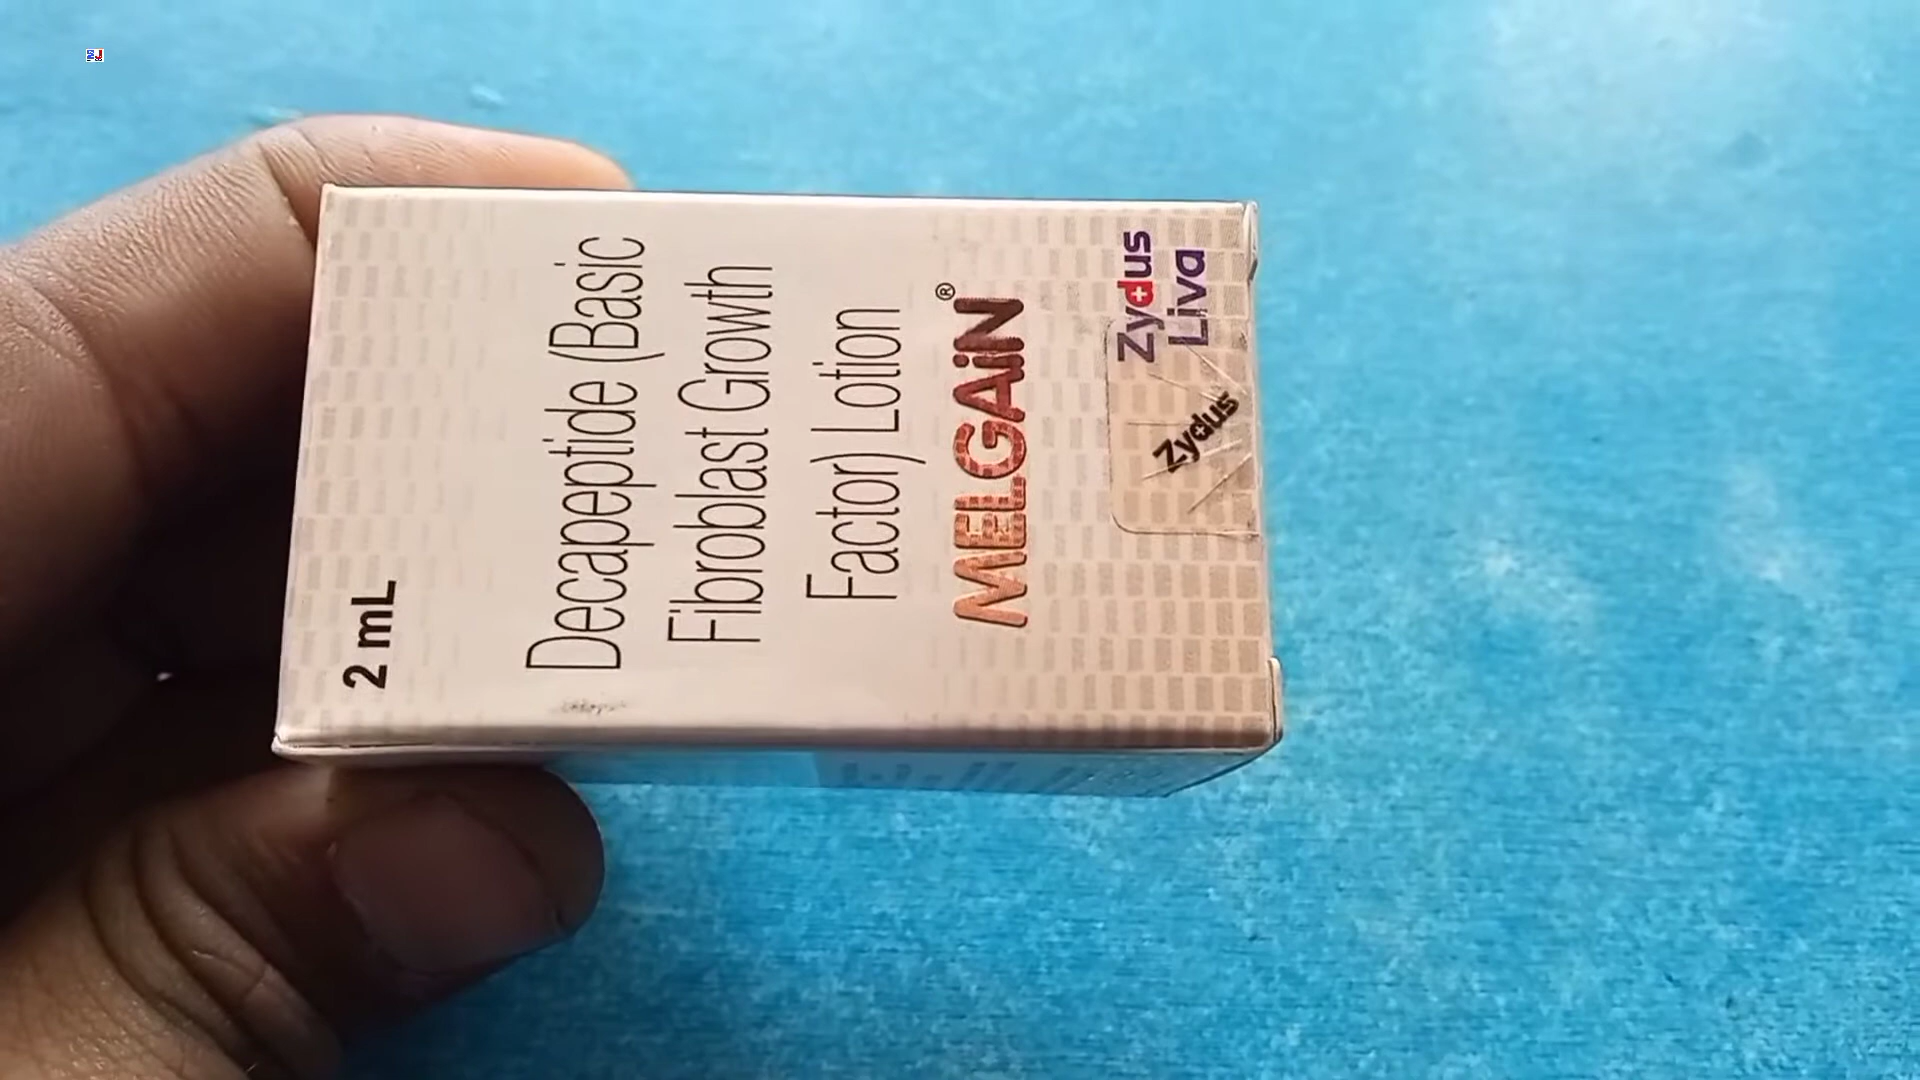 2 mL
Decapeptide (Basic
Fibroblast Growth
Factor) Lotion
MELGAiN®
Zydus
Liva
Zydus